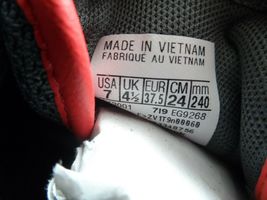 MADE IN VIETNAM
FABRIQUE AU VIETNAM
USA UK EUR CM mm
7 4½ 37.5 24 240
001 719 EG9268